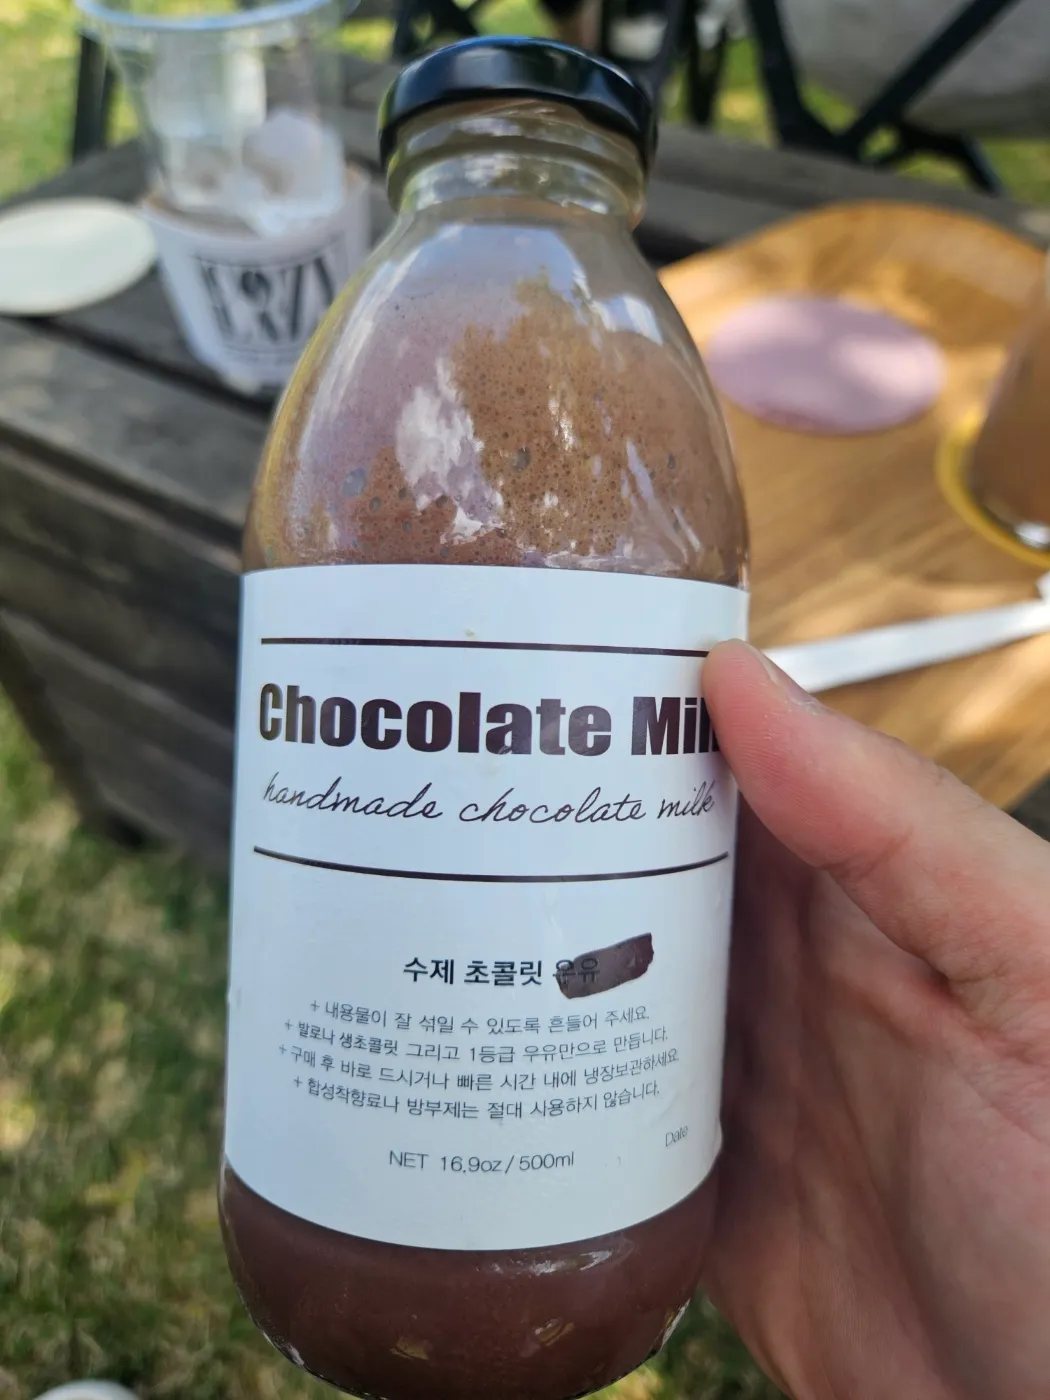 Chocolate Mil
handmade chocolate milk
수제 초콜릿 우유
+ 내용물이 잘 섞일 수 있도록 흔들어 주세요.
+ 발로나 생초콜릿 그리고 1등급 우유만으로 만듭니다.
+ 구매 후 바로 드시거나 빠른 시간 내에 냉장보관하세요.
+ 합성착향료나 방부제는 절대 사용하지 않습니다.
Date
NET 16.9oz / 500ml